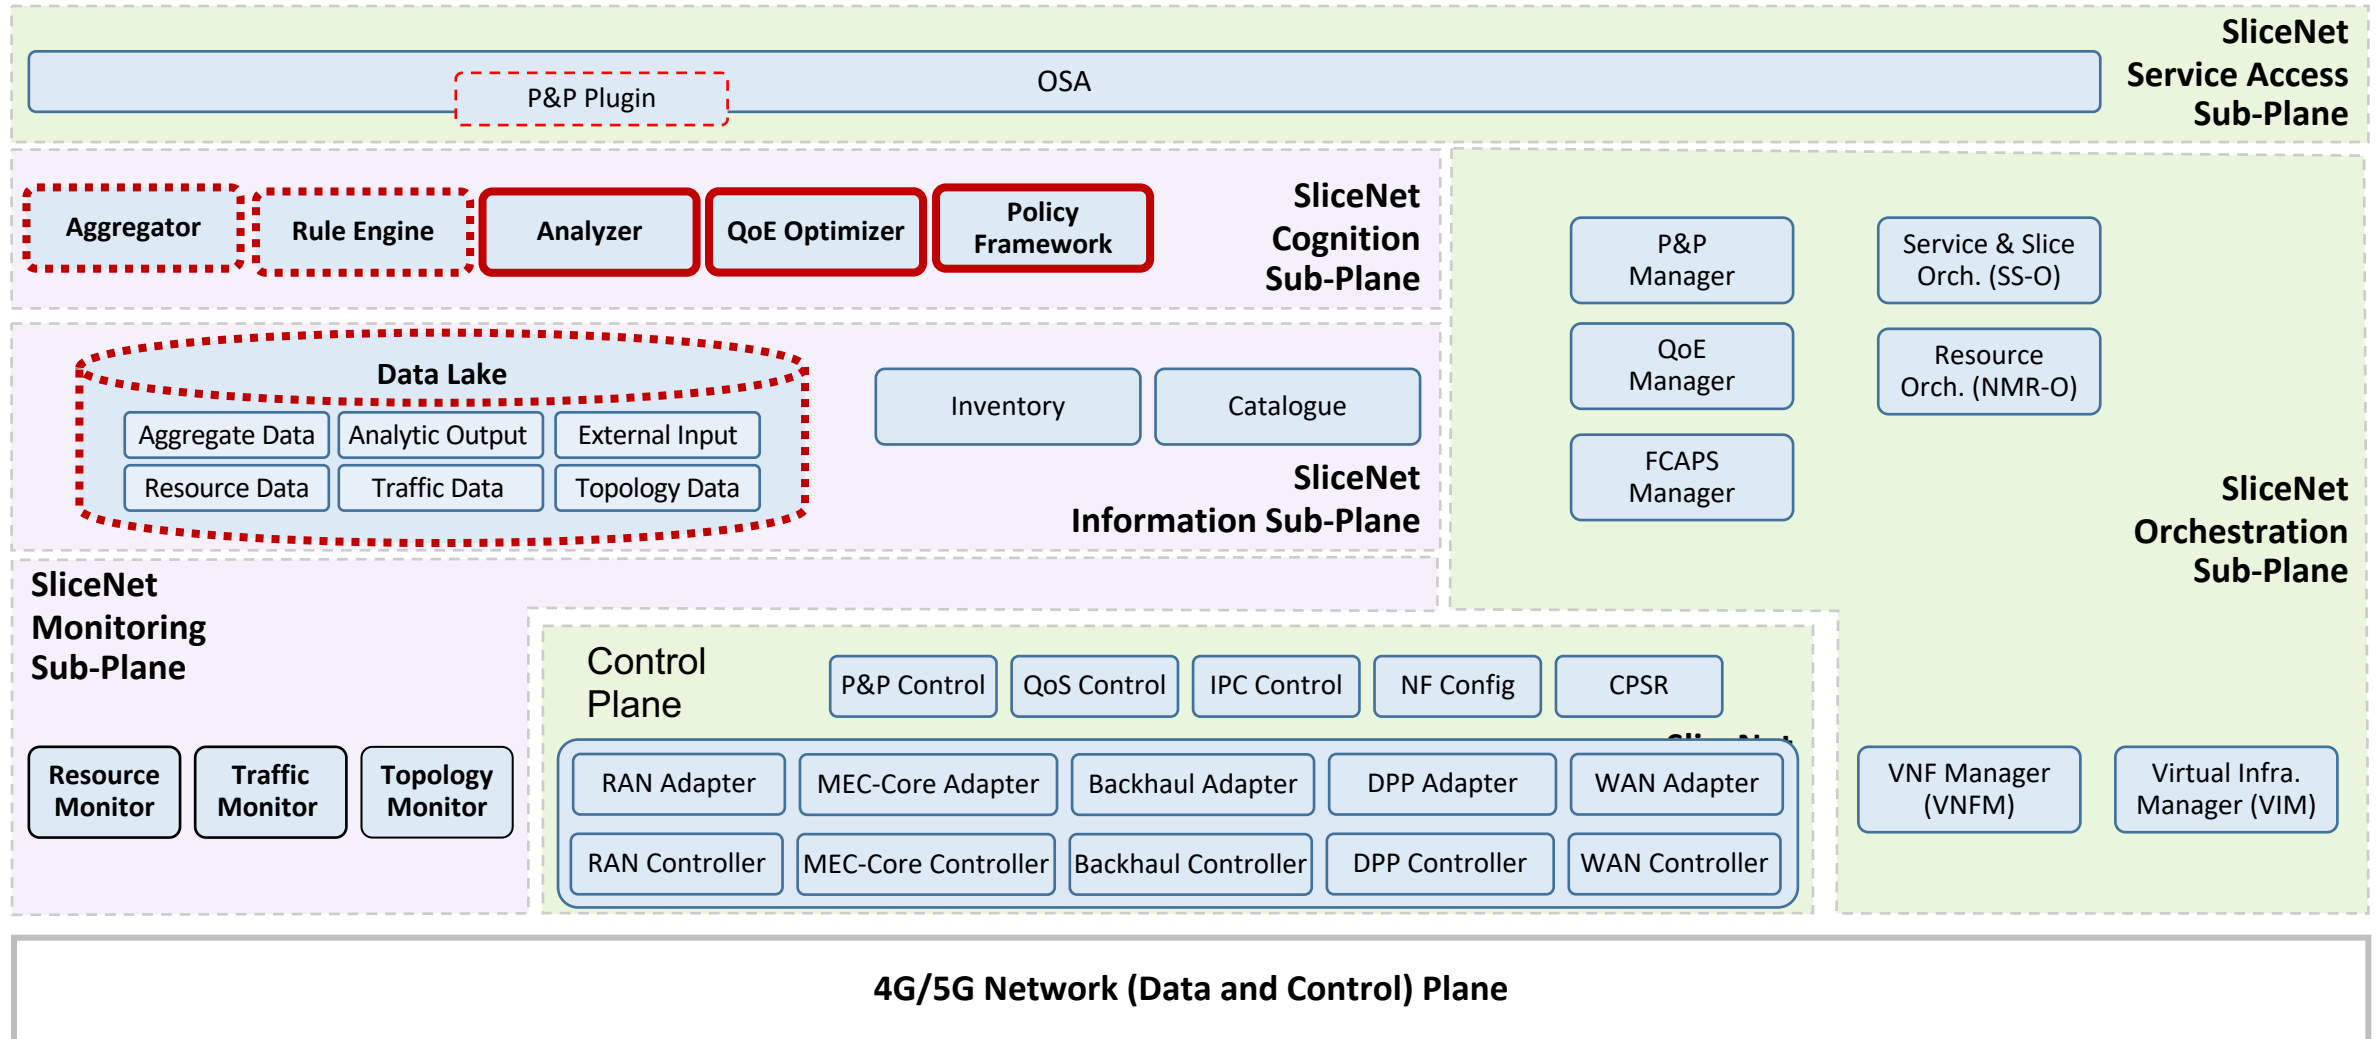 SliceNet
Service Access
Sub-Plane
OSA
P&P Plugin
Aggregator
Rule Engine
Analyzer
QoE Optimizer
Policy
Framework
SliceNet
Cognition
Sub-Plane
Data Lake
Aggregate Data
Analytic Output
External Input
Resource Data
Traffic Data
Topology Data
Inventory
Catalogue
SliceNet
Information Sub-Plane
P&P
Manager
Service & Slice
Orch. (SS-O)
QoE
Manager
Resource
Orch. (NMR-O)
FCAPS
Manager
SliceNet
Orchestration
Sub-Plane
SliceNet
Monitoring
Sub-Plane
Resource
Monitor
Traffic
Monitor
Topology
Monitor
Control
Plane
P&P Control
QoS Control
IPC Control
NF Config
CPSR
RAN Adapter
MEC-Core Adapter
Backhaul Adapter
DPP Adapter
WAN Adapter
RAN Controller
MEC-Core Controller
Backhaul Controller
DPP Controller
WAN Controller
VNF Manager
(VNFM)
Virtual Infra.
Manager (VIM)
4G/5G Network (Data and Control) Plane